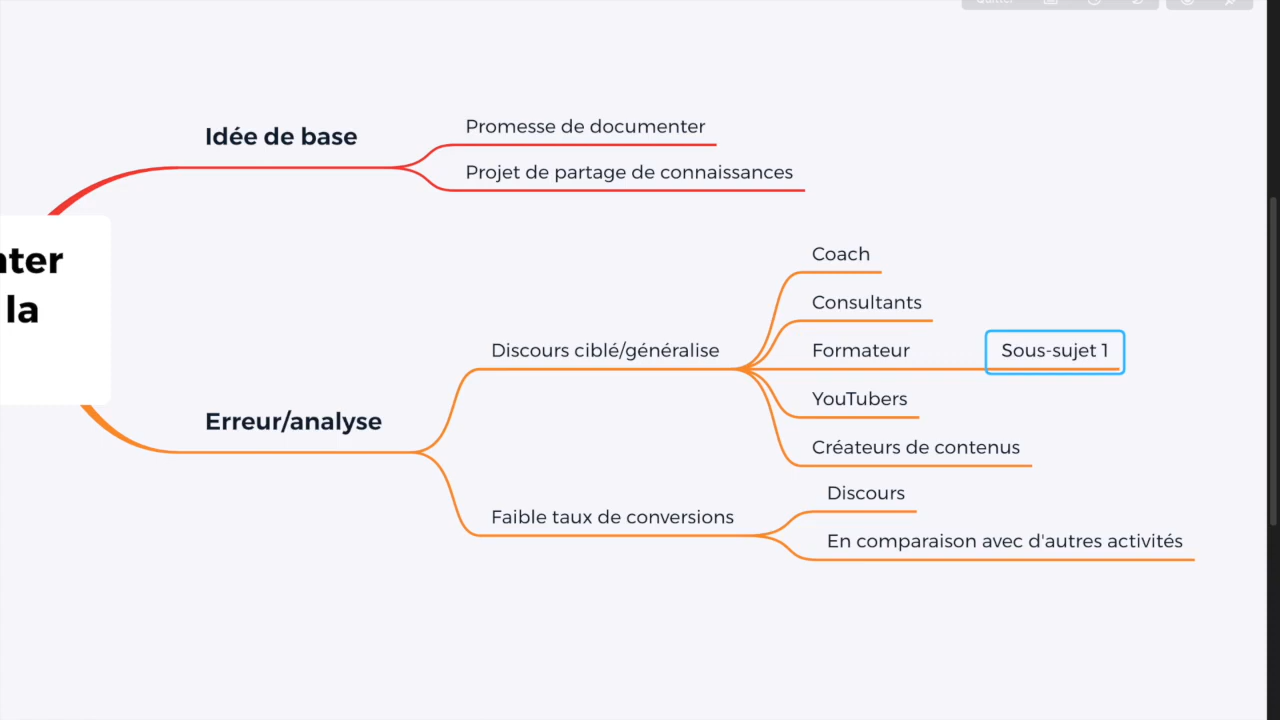 Idée de base
Promesse de documenter
Projet de partage de connaissances
la
Erreur/analyse
Discours ciblé/généralise
Coach
Consultants
Formateur
Sous-sujet 1
YouTubers
Créateurs de contenus
Faible taux de conversions
Discours
En comparaison avec d'autres activités